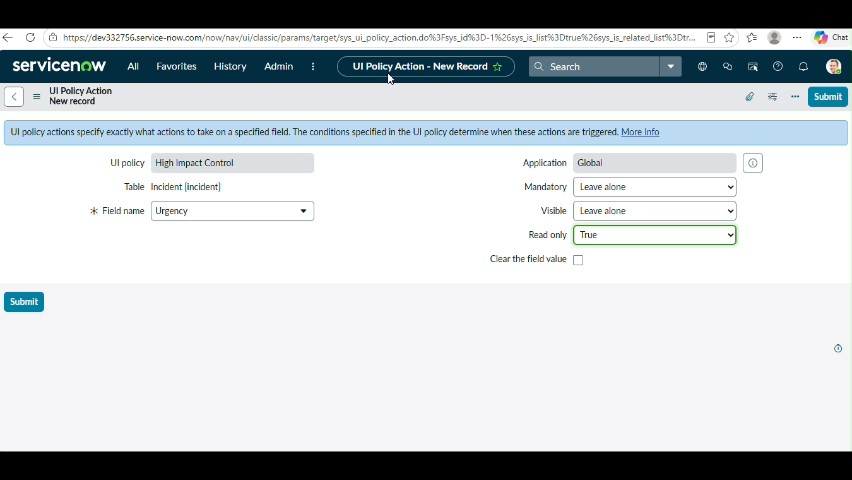 https://dev332756.service-now.com/now/nav/ui/classic/params/target/sys_ui_policy_action.do%3Fsys_id%3D-1%26sys_is_list%3Dtrue%26sys_is_related_list%3Dtr...
Chat
servicenow All Favorites History Admin UI Policy Action - New Record Search
UI Policy Action
New record
Submit
UI policy actions specify exactly what actions to take on a specified field. The conditions specified in the UI policy determine when these actions are triggered. More Info
UI policy High Impact Control Application Global
Table Incident [incident] Mandatory Leave alone
Field name Urgency Visible Leave alone
Read only True
Clear the field value
Submit